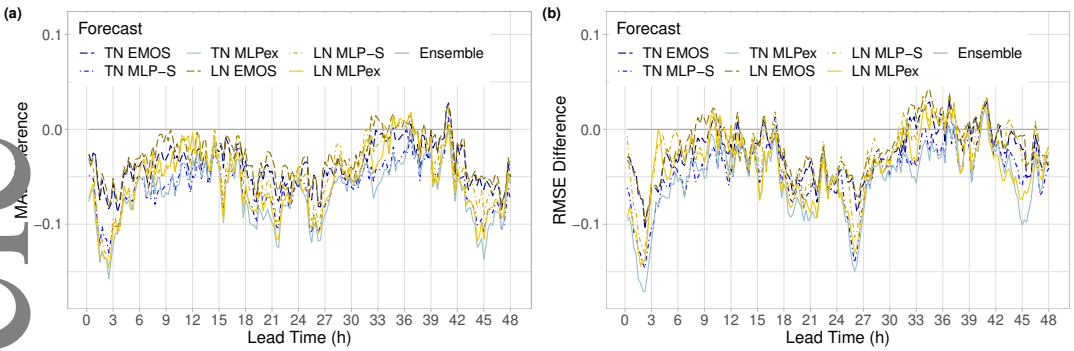 (a)
Forecast
TN EMOS TN MLPex LN MLP-S Ensemble
TN MLP-S LN EMOS LN MLPex
0.1
0.0
-0.1
0 3 6 9 12 15 18 21 24 27 30 33 36 39 42 45 48
Lead Time (h)
(b)
Forecast
TN EMOS TN MLPex LN MLP-S Ensemble
TN MLP-S LN EMOS LN MLPex
RMSE Difference
0.1
0.0
-0.1
0 3 6 9 12 15 18 21 24 27 30 33 36 39 42 45 48
Lead Time (h)